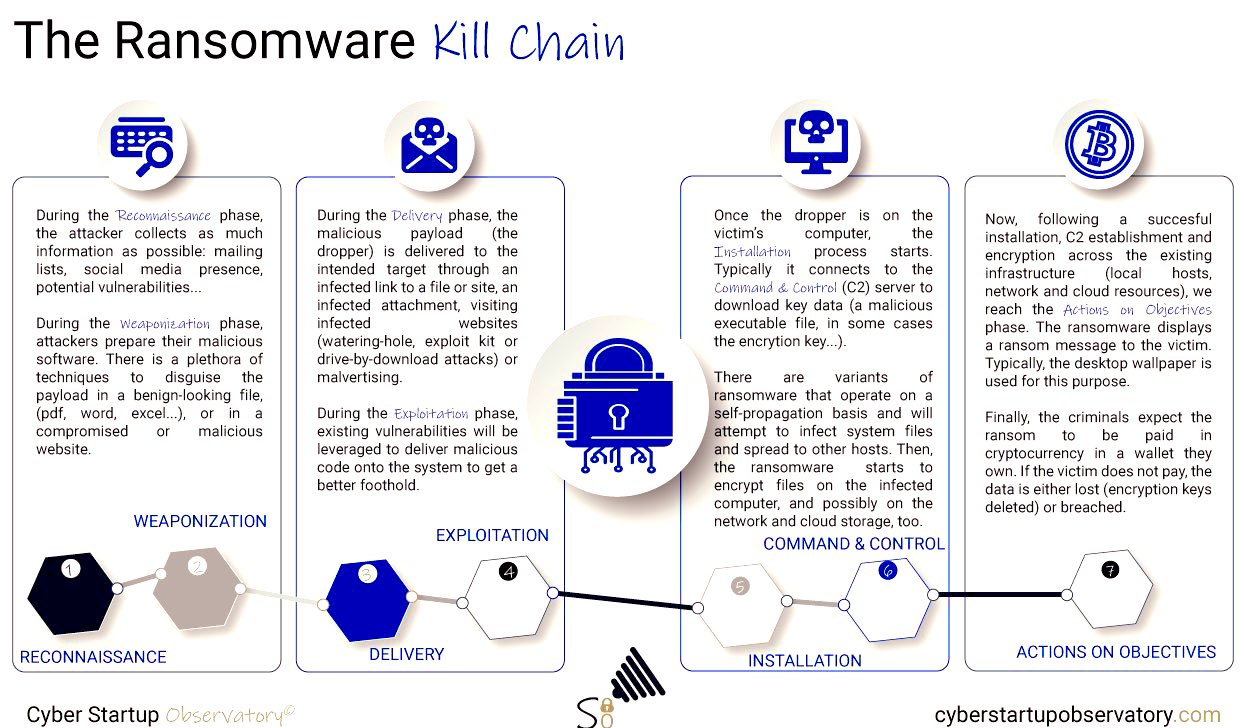 The Ransomware Kill Chain
During the Reconnaissance phase,
the attacker collects as much
information as possible: mailing
lists, social media presence,
potential vulnerabilities...
During the Weaponization phase,
attackers prepare their malicious
software. There is a plethora of
techniques to disguise the
payload in a benign-looking file,
(pdf, word, excel...), or in a
compromised or malicious
website.
WEAPONIZATION
1
2
RECONNAISSANCE
During the Delivery phase, the
malicious payload (the
dropper) is delivered to the
intended target through an
infected link to a file or site, an
infected attachment, visiting
infected websites
(watering-hole, exploit kit or
drive-by-download attacks) or
malvertising.
During the Exploitation phase,
existing vulnerabilities will be
leveraged to deliver malicious
code onto the system to get a
better foothold.
EXPLOITATION
3
4
DELIVERY
Once the dropper is on the
victim's computer, the
Installation process starts.
Typically it connects to the
Command & Control (C2) server to
download key data (a malicious
executable file, in some cases
the encrytion key...).
There are variants of
ransomware that operate on a
self-propagation basis and will
attempt to infect system files
and spread to other hosts. Then,
the ransomware starts to
encrypt files on the infected
computer, and possibly on the
network and cloud storage, too.
COMMAND & CONTROL
5
6
INSTALLATION
Now, following a succesful
installation, C2 establishment and
encryption across the existing
infrastructure (local hosts,
network and cloud resources), we
reach the Actions on Objectives
phase. The ransomware displays
a ransom message to the victim.
Typically, the desktop wallpaper is
used for this purpose.
Finally, the criminals expect the
ransom to be paid in
cryptocurrency in a wallet they
own. If the victim does not pay, the
data is either lost (encryption keys
deleted) or breached.
7
ACTIONS ON OBJECTIVES
Cyber Startup Observatory©
cyberstartupobservatory.com